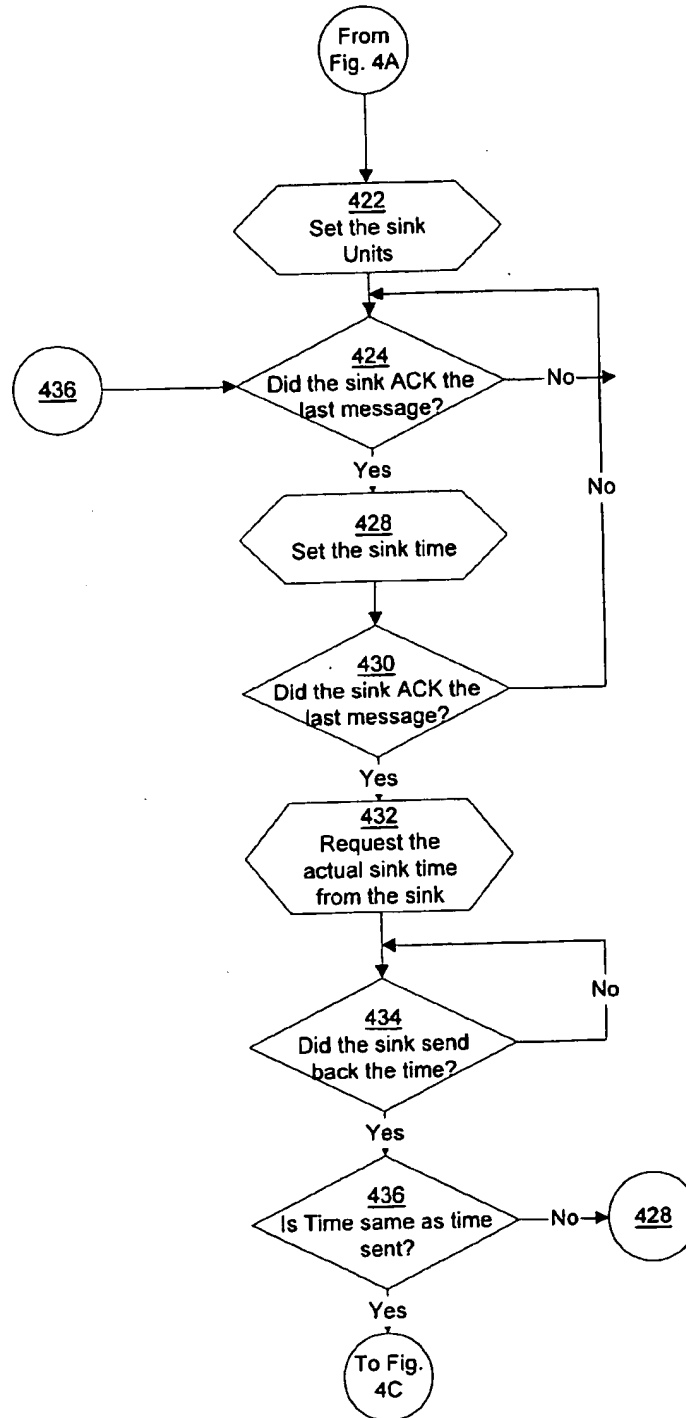 From
Fig. 4A
422
Set the sink
Units
424
Did the sink ACK the
last message?
No
436
Yes
No
428
Set the sink time
430
Did the sink ACK the
last message?
Yes
432
Request the
actual sink time
from the sink
No
434
Did the sink send
back the time?
Yes
436
Is Time same as time
sent?
No
428
Yes
To Fig.
4C